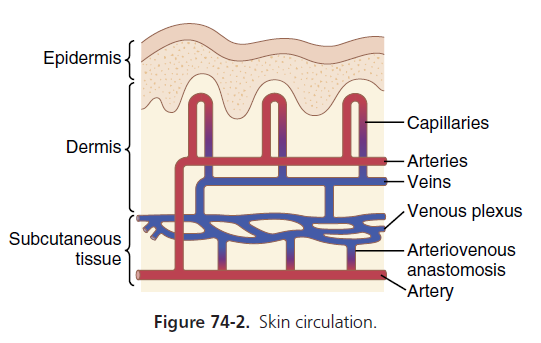 Epidermis
Dermis
Subcutaneous
tissue
Capillaries
Arteries
Veins
Venous plexus
Arteriovenous
anastomosis
Artery
Figure 74-2. Skin circulation.